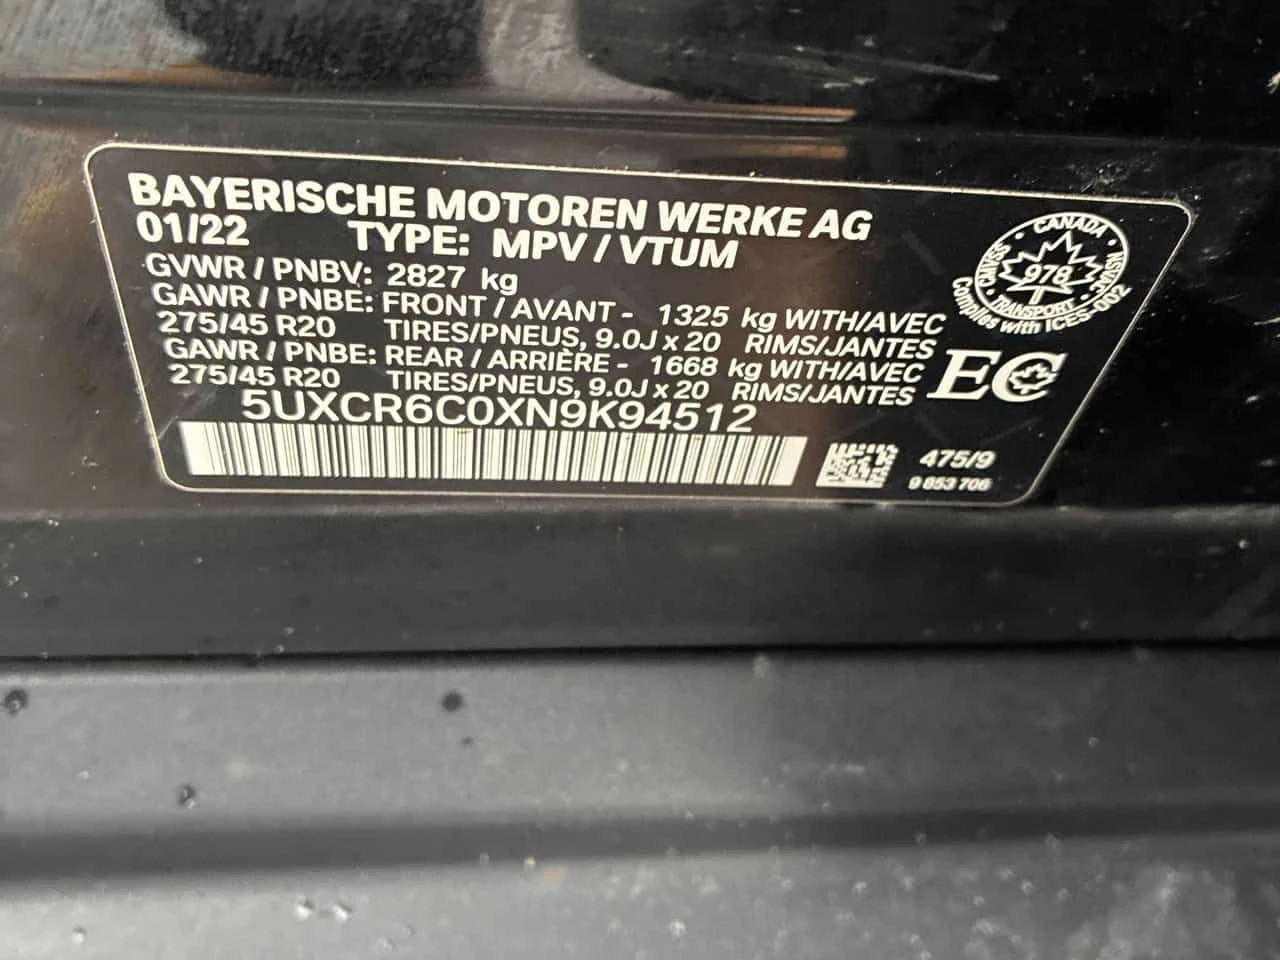 BAYERISCHE MOTOREN WERKE AG
01/22 TYPE: MPV / VTUM
GVWR / PNBV: 2827 kg
GAWR / PNBE: FRONT / AVANT - 1325 kg WITH/AVEC
275/45 R20 TIRES/PNEUS, 9.0J x 20 RIMS/JANTES
GAWR / PNBE: REAR / ARRIÈRE - 1668 kg WITH/AVEC
275/45 R20 TIRES/PNEUS, 9.0J x 20 RIMS/JANTES
5UXCR6C0XN9K94512
CANADA
CMVSS
NSVAC
978
TRANSPORT
Complies with ICES-002
EC
475/9
9 853 706